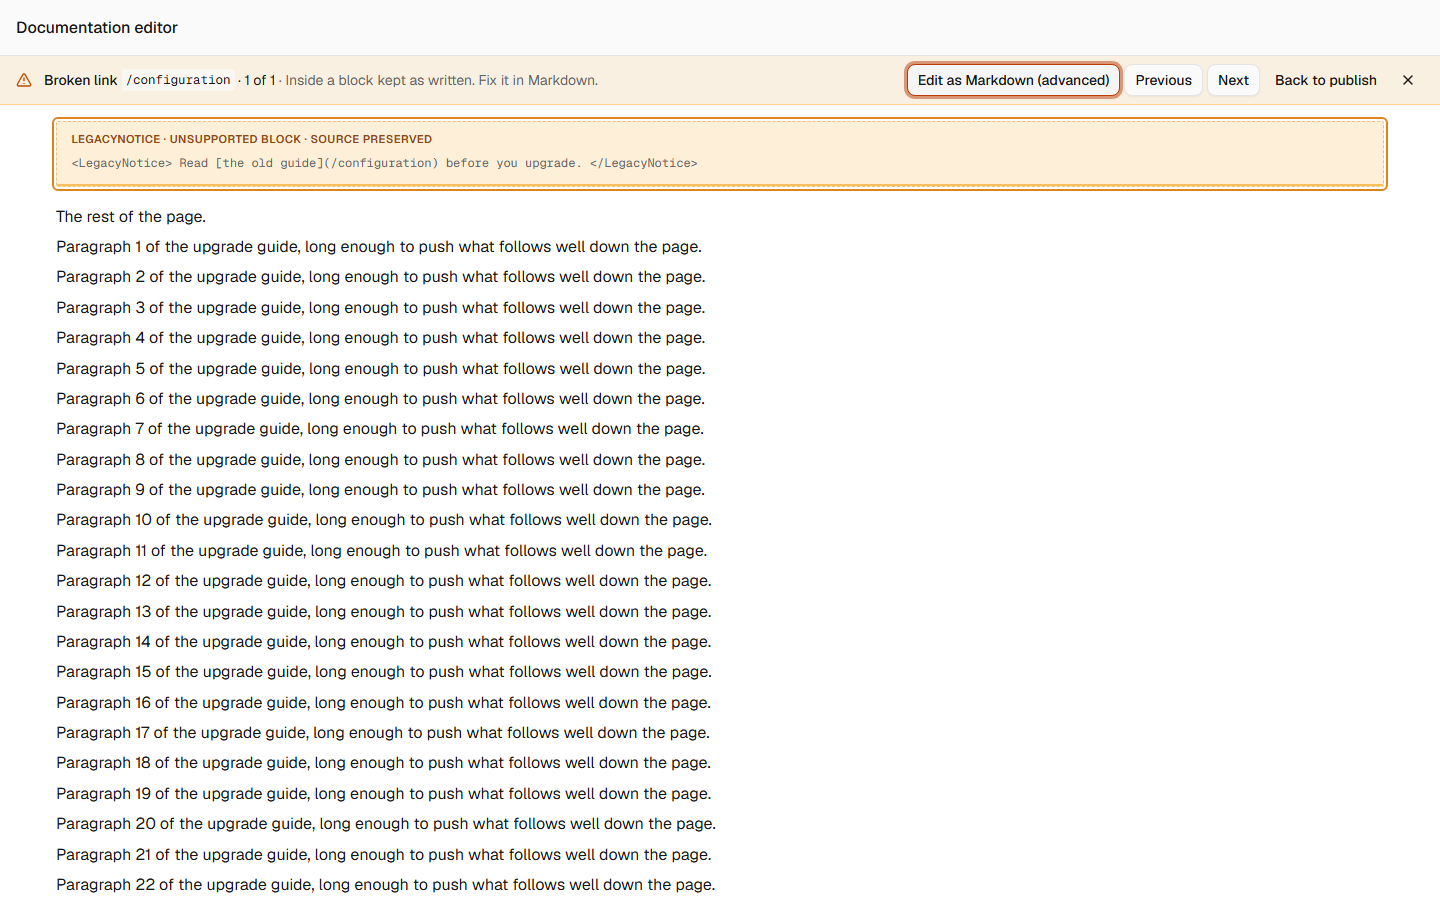 Documentation editor
Broken link /configuration · 1 of 1 · Inside a block kept as written. Fix it in Markdown. Edit as Markdown (advanced) Previous Next Back to publish ×
LEGACYNOTICE · UNSUPPORTED BLOCK · SOURCE PRESERVED
<LegacyNotice> Read [the old guide](/configuration) before you upgrade. </LegacyNotice>
The rest of the page.
Paragraph 1 of the upgrade guide, long enough to push what follows well down the page.
Paragraph 2 of the upgrade guide, long enough to push what follows well down the page.
Paragraph 3 of the upgrade guide, long enough to push what follows well down the page.
Paragraph 4 of the upgrade guide, long enough to push what follows well down the page.
Paragraph 5 of the upgrade guide, long enough to push what follows well down the page.
Paragraph 6 of the upgrade guide, long enough to push what follows well down the page.
Paragraph 7 of the upgrade guide, long enough to push what follows well down the page.
Paragraph 8 of the upgrade guide, long enough to push what follows well down the page.
Paragraph 9 of the upgrade guide, long enough to push what follows well down the page.
Paragraph 10 of the upgrade guide, long enough to push what follows well down the page.
Paragraph 11 of the upgrade guide, long enough to push what follows well down the page.
Paragraph 12 of the upgrade guide, long enough to push what follows well down the page.
Paragraph 13 of the upgrade guide, long enough to push what follows well down the page.
Paragraph 14 of the upgrade guide, long enough to push what follows well down the page.
Paragraph 15 of the upgrade guide, long enough to push what follows well down the page.
Paragraph 16 of the upgrade guide, long enough to push what follows well down the page.
Paragraph 17 of the upgrade guide, long enough to push what follows well down the page.
Paragraph 18 of the upgrade guide, long enough to push what follows well down the page.
Paragraph 19 of the upgrade guide, long enough to push what follows well down the page.
Paragraph 20 of the upgrade guide, long enough to push what follows well down the page.
Paragraph 21 of the upgrade guide, long enough to push what follows well down the page.
Paragraph 22 of the upgrade guide, long enough to push what follows well down the page.